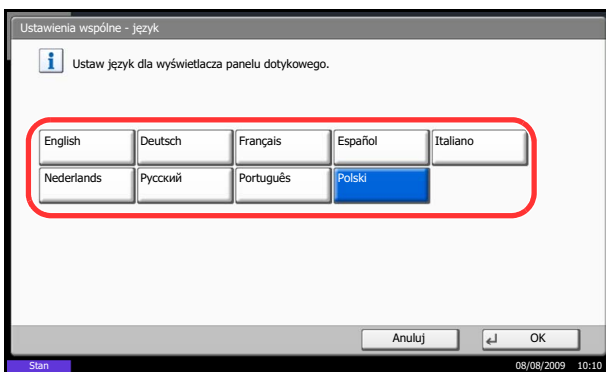 Ustawienia wspólne - język
Ustaw język dla wyświetlacza panelu dotykowego.
English Deutsch Français Español Italiano
Nederlands Русский Português Polski
Anuluj OK
Stan 08/08/2009 10:10